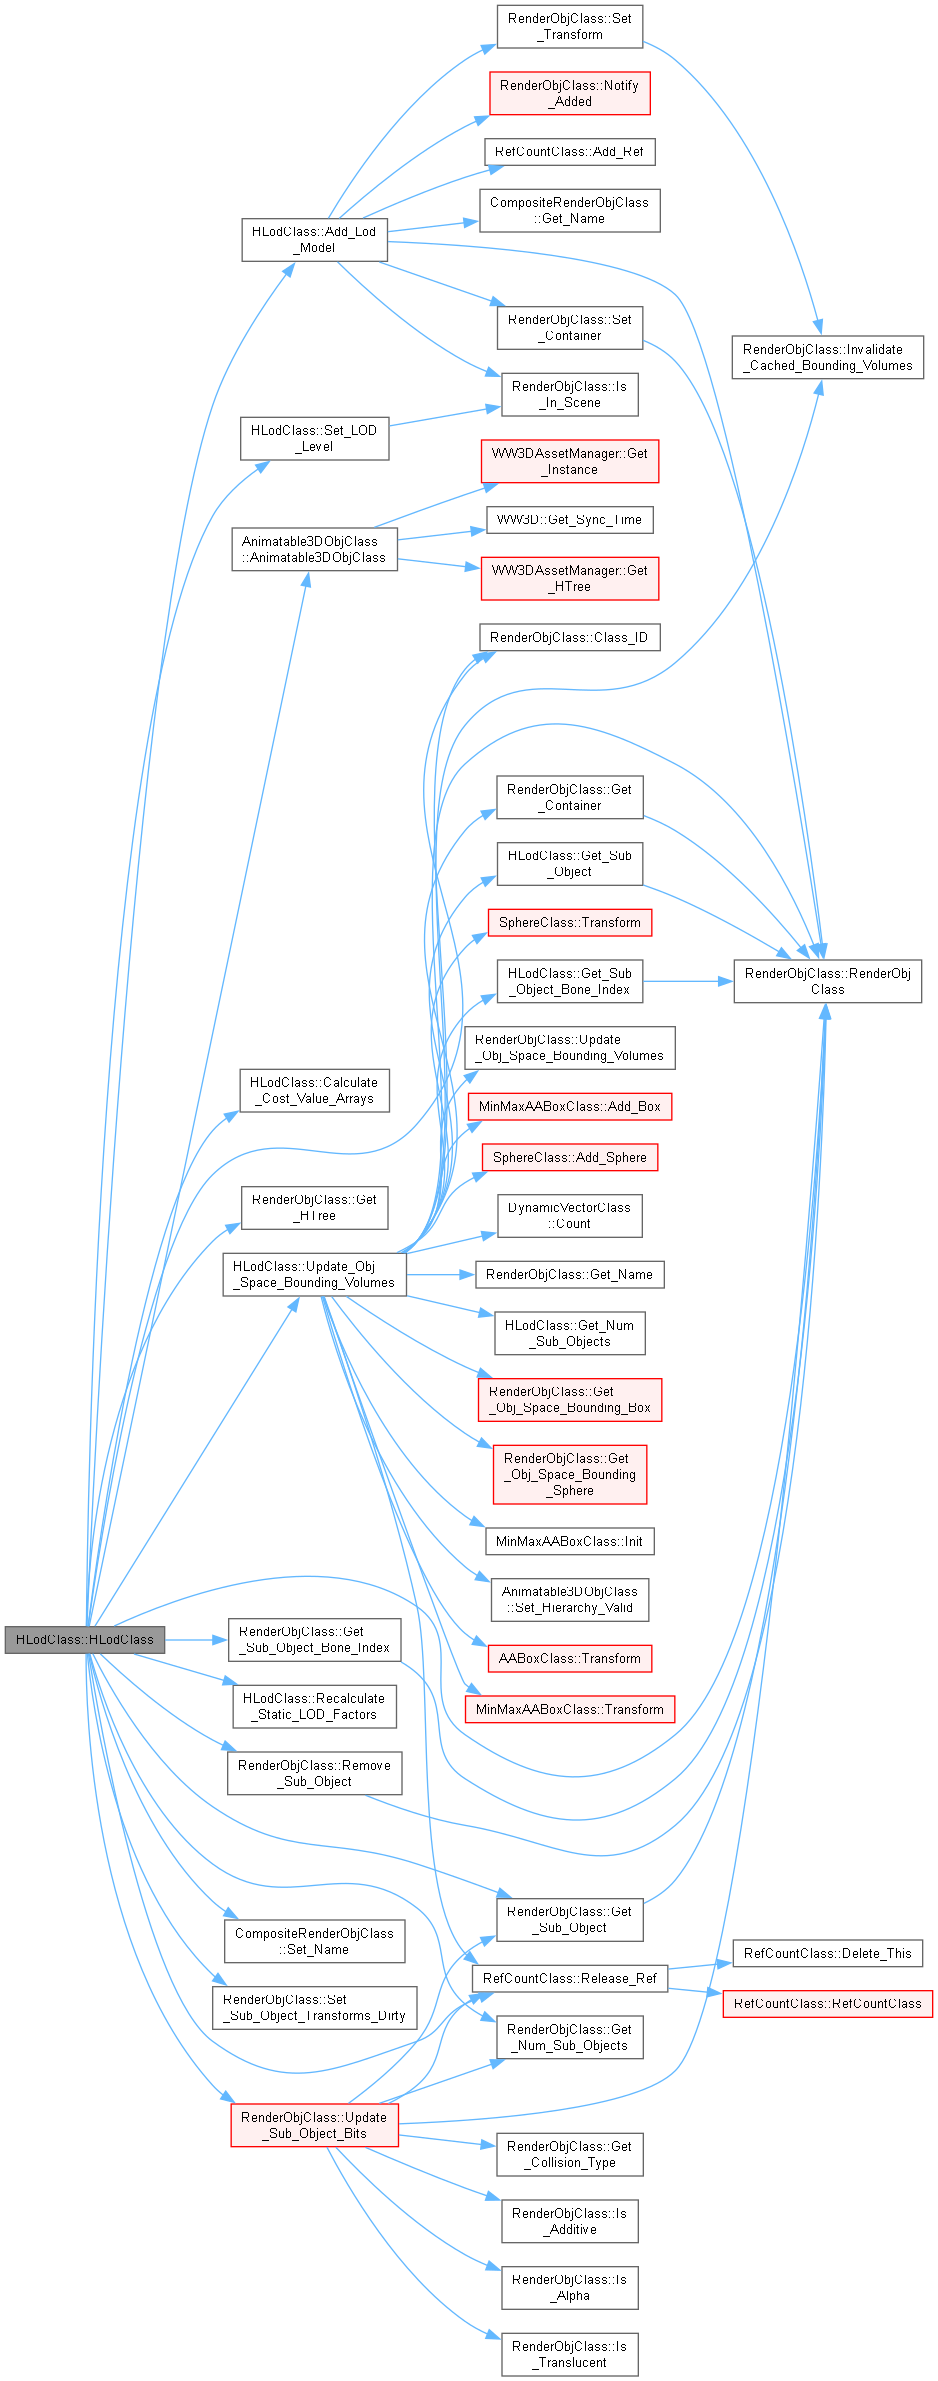 RenderObjClass::Set
_Transform
RenderObjClass::Notify
_Added
RefCountClass::Add_Ref
CompositeRenderObjClass
::Get_Name
HLodClass::Add_Lod
_Model
RenderObjClass::Set
_Container
RenderObjClass::Invalidate
_Cached_Bounding_Volumes
RenderObjClass::Is
_In_Scene
HLodClass::Set_LOD
_Level
WW3DAssetManager::Get
_Instance
WW3D::Get_Sync_Time
Animatable3DObjClass
::Animatable3DObjClass
WW3DAssetManager::Get
_HTree
RenderObjClass::Class_ID
RenderObjClass::Get
_Container
HLodClass::Get_Sub
_Object
SphereClass::Transform
HLodClass::Get_Sub
_Object_Bone_Index
RenderObjClass::RenderObj
Class
RenderObjClass::Update
_Obj_Space_Bounding_Volumes
HLodClass::Calculate
_Cost_Value_Arrays
MinMaxAABoxClass::Add_Box
SphereClass::Add_Sphere
RenderObjClass::Get
_HTree
DynamicVectorClass
::Count
HLodClass::Update_Obj
_Space_Bounding_Volumes
RenderObjClass::Get_Name
HLodClass::Get_Num
_Sub_Objects
RenderObjClass::Get
_Obj_Space_Bounding_Box
RenderObjClass::Get
_Obj_Space_Bounding
_Sphere
MinMaxAABoxClass::Init
Animatable3DObjClass
::Set_Hierarchy_Valid
HLodClass::HLodClass
RenderObjClass::Get
_Sub_Object_Bone_Index
AABoxClass::Transform
HLodClass::Recalculate
_Static_LOD_Factors
MinMaxAABoxClass::Transform
RenderObjClass::Remove
_Sub_Object
RenderObjClass::Get
_Sub_Object
CompositeRenderObjClass
::Set_Name
RefCountClass::Release_Ref
RefCountClass::Delete_This
RefCountClass::RefCountClass
RenderObjClass::Set
_Sub_Object_Transforms_Dirty
RenderObjClass::Get
_Num_Sub_Objects
RenderObjClass::Update
_Sub_Object_Bits
RenderObjClass::Get
_Collision_Type
RenderObjClass::Is
_Additive
RenderObjClass::Is
_Alpha
RenderObjClass::Is
_Translucent